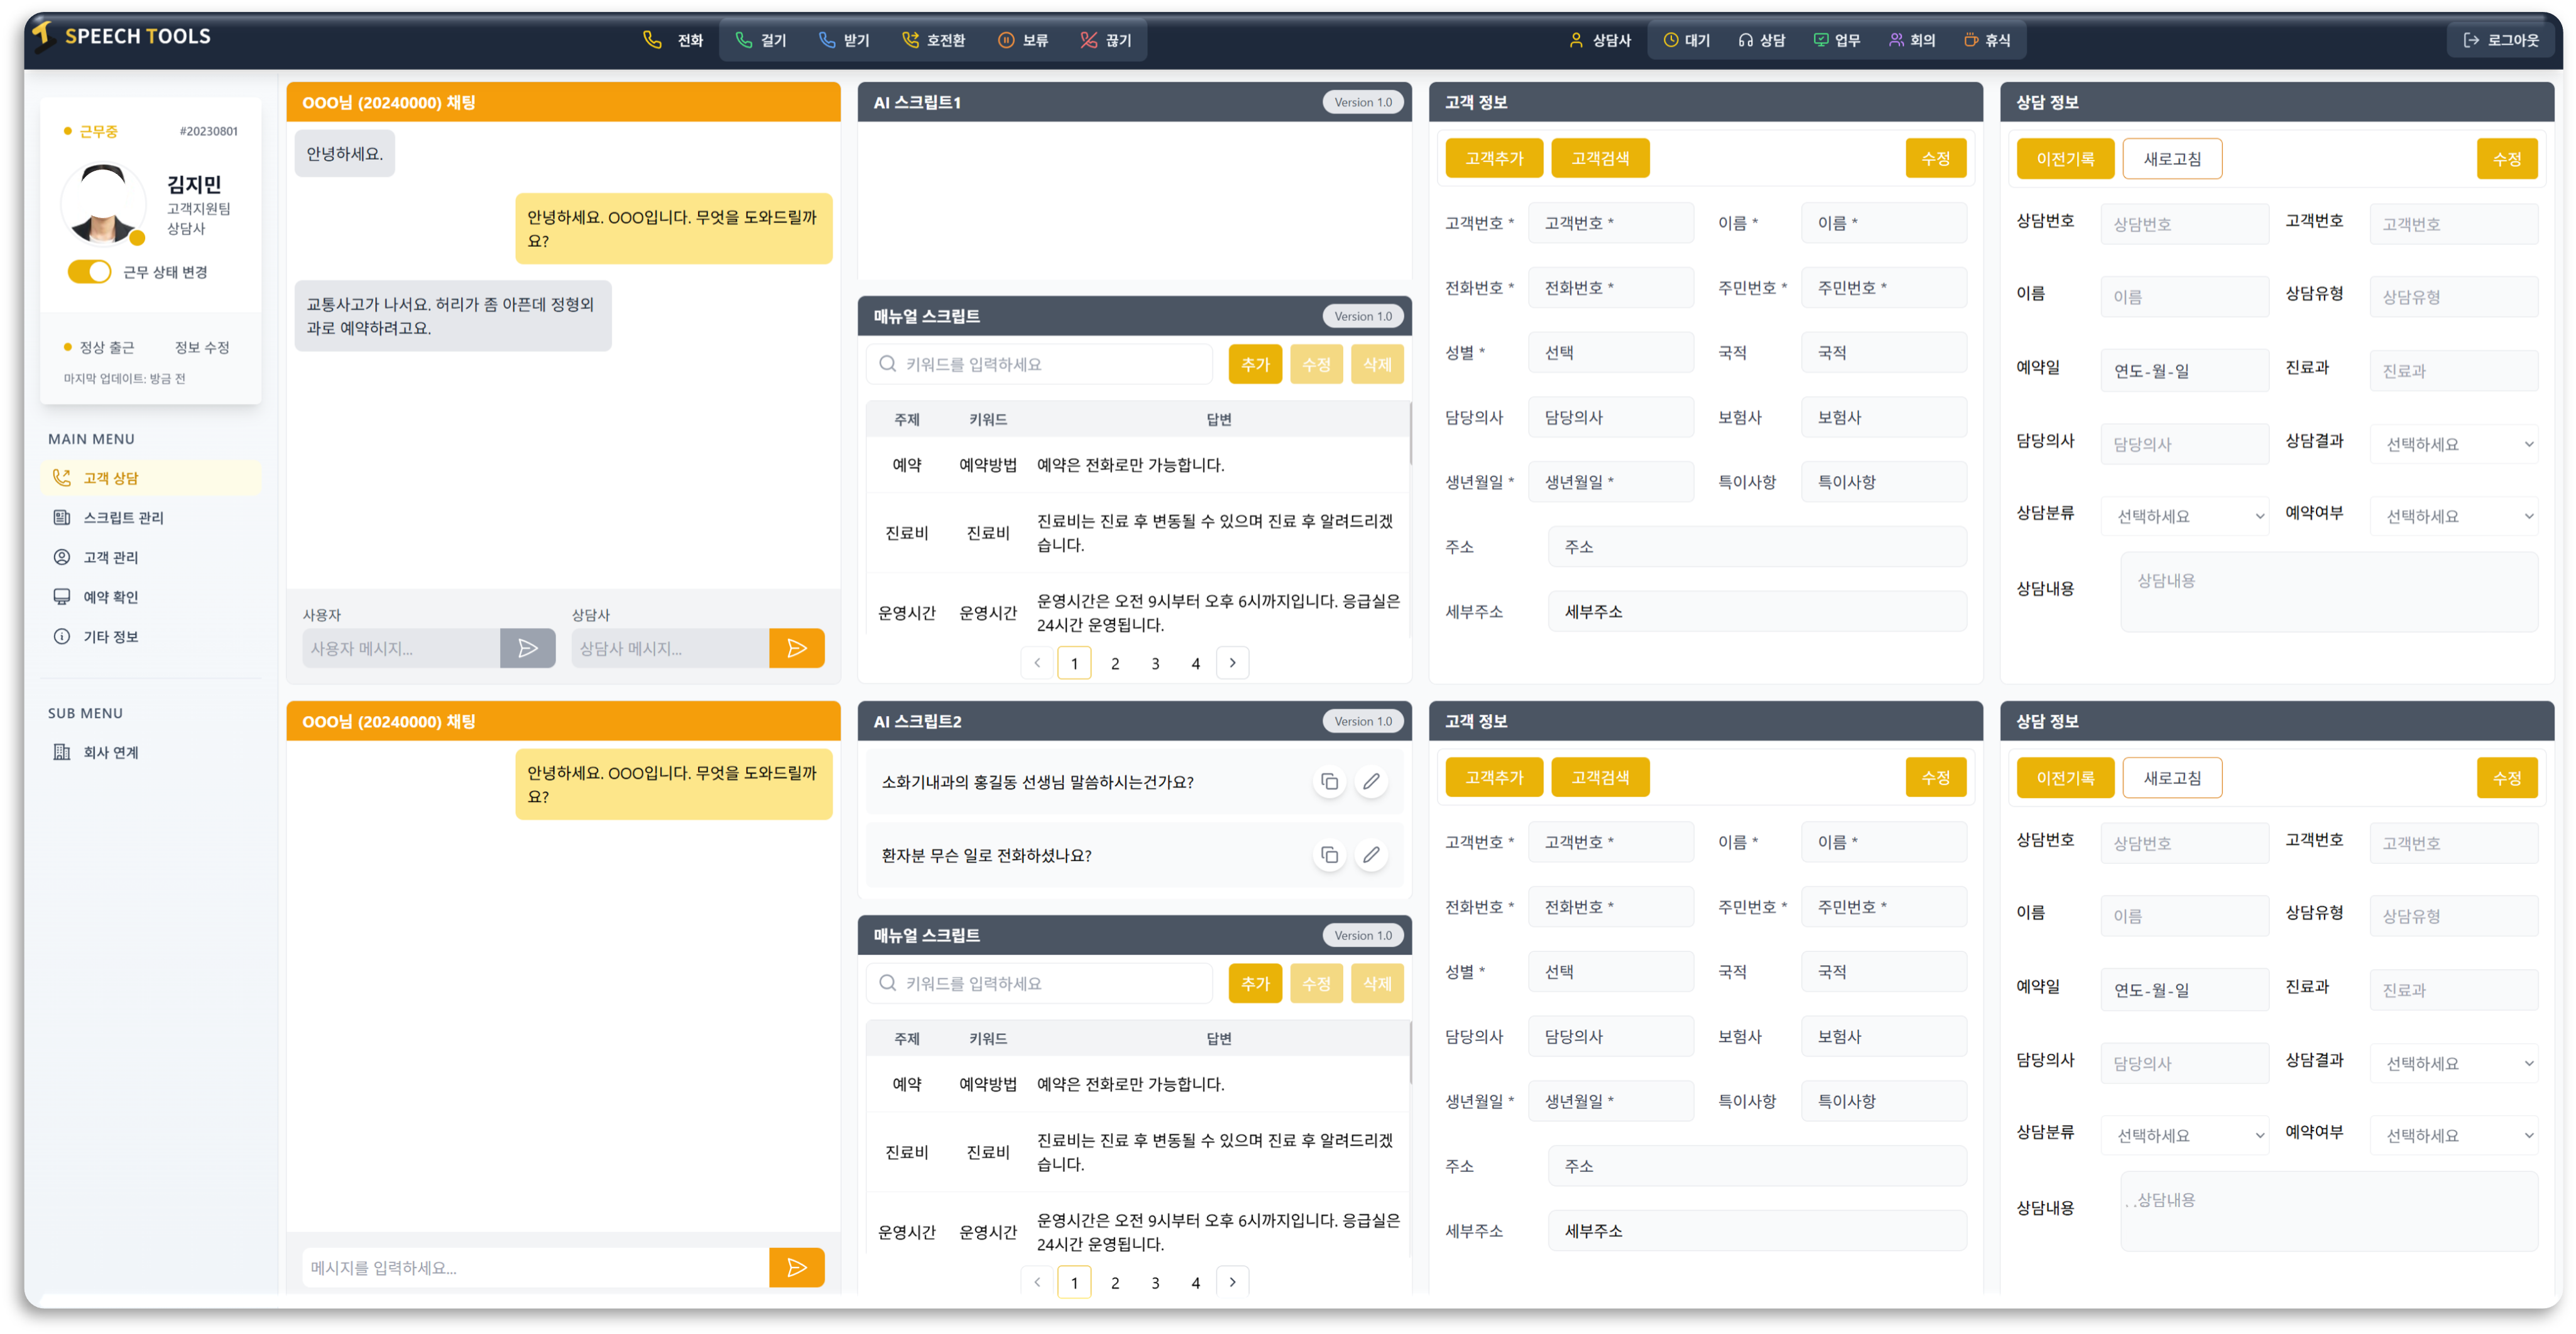 SPEECH TOOLS
전화 걸기 받기 호전환 보류 끊기
상담사 대기 상담 업무 회의 휴식
로그아웃
근무중 #20230801
김지민
고객지원팀
상담사
근무 상태 변경
정상 출근 정보 수정
마지막 업데이트: 방금 전
MAIN MENU
고객 상담
스크립트 관리
고객 관리
예약 확인
기타 정보
SUB MENU
회사 연계
OOO님 (20240000) 채팅
안녕하세요.
안녕하세요. OOO입니다. 무엇을 도와드릴까
요?
교통사고가 나서요. 허리가 좀 아픈데 정형외
과로 예약하려고요.
사용자 상담사
사용자 메시지... 상담사 메시지...
AI 스크립트1 Version 1.0
매뉴얼 스크립트 Version 1.0
키워드를 입력하세요 추가 수정 삭제
주제 키워드 답변
예약 예약방법 예약은 전화로만 가능합니다.
진료비 진료비 진료비는 진료 후 변동될 수 있으며 진료 후 알려드리겠
습니다.
운영시간 운영시간 운영시간은 오전 9시부터 오후 6시까지입니다. 응급실은
24시간 운영됩니다.
1 2 3 4
고객 정보
고객추가 고객검색 수정
고객번호 * 고객번호 * 이름 * 이름 *
전화번호 * 전화번호 * 주민번호 * 주민번호 *
성별 * 선택 국적 국적
담당의사 담당의사 보험사 보험사
생년월일 * 생년월일 * 특이사항 특이사항
주소 주소
세부주소 세부주소
상담 정보
이전기록 새로고침 수정
상담번호 상담번호 고객번호 고객번호
이름 이름 상담유형 상담유형
예약일 연도-월-일 진료과 진료과
담당의사 담당의사 상담결과 선택하세요
상담분류 선택하세요 예약여부 선택하세요
상담내용 상담내용
OOO님 (20240000) 채팅
안녕하세요. OOO입니다. 무엇을 도와드릴까
요?
메시지를 입력하세요...
AI 스크립트2 Version 1.0
소화기내과의 홍길동 선생님 말씀하시는건가요?
환자분 무슨 일로 전화하셨나요?
매뉴얼 스크립트 Version 1.0
키워드를 입력하세요 추가 수정 삭제
주제 키워드 답변
예약 예약방법 예약은 전화로만 가능합니다.
진료비 진료비 진료비는 진료 후 변동될 수 있으며 진료 후 알려드리겠
습니다.
운영시간 운영시간 운영시간은 오전 9시부터 오후 6시까지입니다. 응급실은
24시간 운영됩니다.
1 2 3 4
고객 정보
고객추가 고객검색 수정
고객번호 * 고객번호 * 이름 * 이름 *
전화번호 * 전화번호 * 주민번호 * 주민번호 *
성별 * 선택 국적 국적
담당의사 담당의사 보험사 보험사
생년월일 * 생년월일 * 특이사항 특이사항
주소 주소
세부주소 세부주소
상담 정보
이전기록 새로고침 수정
상담번호 상담번호 고객번호 고객번호
이름 이름 상담유형 상담유형
예약일 연도-월-일 진료과 진료과
담당의사 담당의사 상담결과 선택하세요
상담분류 선택하세요 예약여부 선택하세요
상담내용 . .상담내용